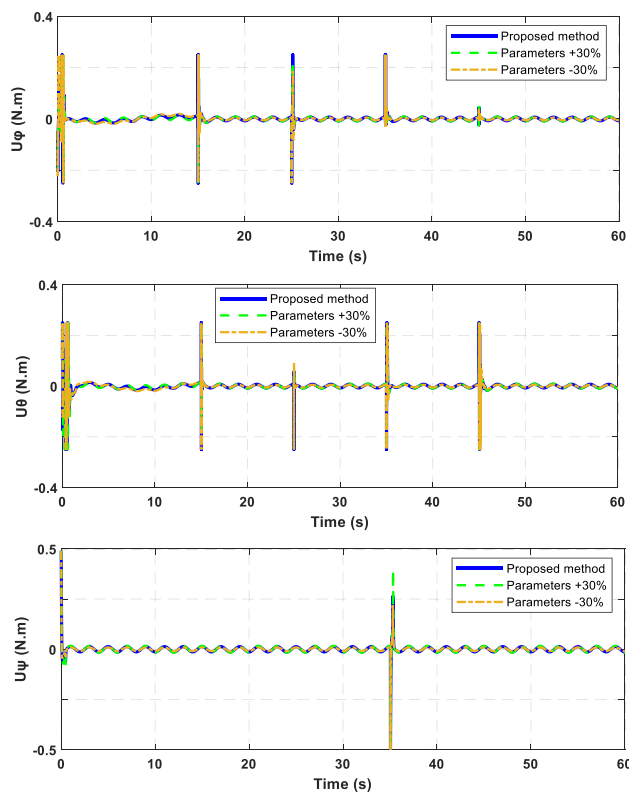 0.4
Proposed method
Parameters +30%
Parameters -30%
Uφ (N.m)
0
-0.4
0 10 20 30 40 50 60
Time (s)
0.4
Proposed method
Parameters +30%
Parameters -30%
Uθ (N.m)
0
-0.4
0 10 20 30 40 50 60
Time (s)
0.5
Proposed method
Parameters +30%
Parameters -30%
Uψ (N.m)
0
-0.5
0 10 20 30 40 50 60
Time (s)